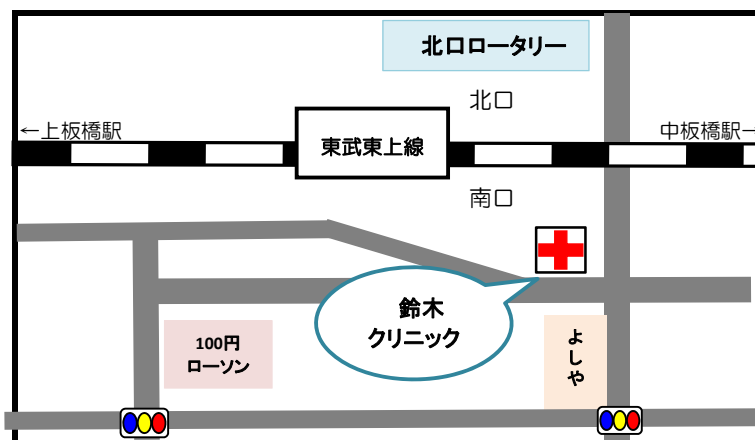 北口ロータリー
北口
←上板橋駅
中板橋駅→
東武東上線
南口
鈴木
クリニック
100円
ローソン
よしや